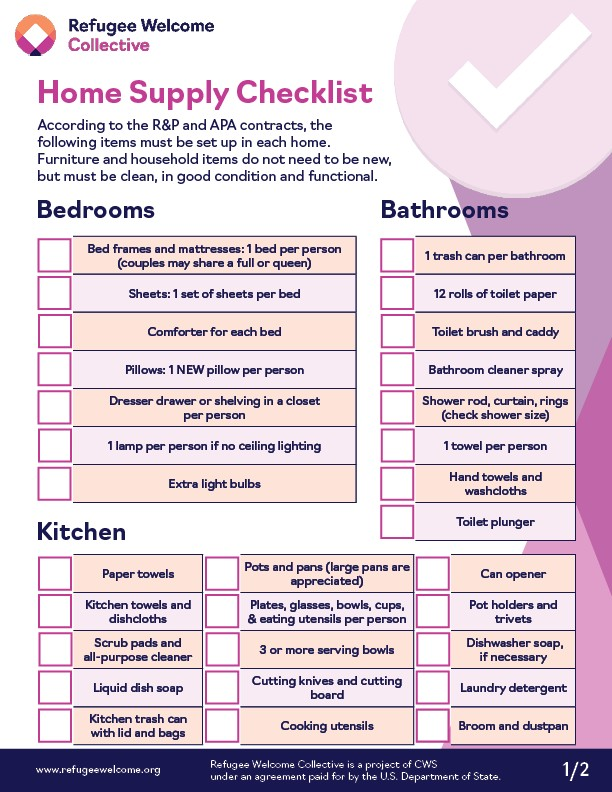 Refugee Welcome
Collective
Home Supply Checklist
According to the R&P and APA contracts, the
following items must be set up in each home.
Furniture and household items do not need to be new,
but must be clean, in good condition and functional.
Bedrooms
Bed frames and mattresses: 1 bed per person
(couples may share a full or queen)
Sheets: 1 set of sheets per bed
Comforter for each bed
Pillows: 1 NEW pillow per person
Dresser drawer or shelving in a closet
per person
1 lamp per person if no ceiling lighting
Extra light bulbs
Bathrooms
1 trash can per bathroom
12 rolls of toilet paper
Toilet brush and caddy
Bathroom cleaner spray
Shower rod, curtain, rings
(check shower size)
1 towel per person
Hand towels and
washcloths
Toilet plunger
Kitchen
Paper towels
Kitchen towels and
dishcloths
Scrub pads and
all-purpose cleaner
Liquid dish soap
Kitchen trash can
with lid and bags
Pots and pans (large pans are
appreciated)
Plates, glasses, bowls, cups,
& eating utensils per person
3 or more serving bowls
Cutting knives and cutting
board
Cooking utensils
Can opener
Pot holders and
trivets
Dishwasher soap,
if necessary
Laundry detergent
Broom and dustpan
www.refugeewelcome.org
Refugee Welcome Collective is a project of CWS
under an agreement paid for by the U.S. Department of State.
1/2